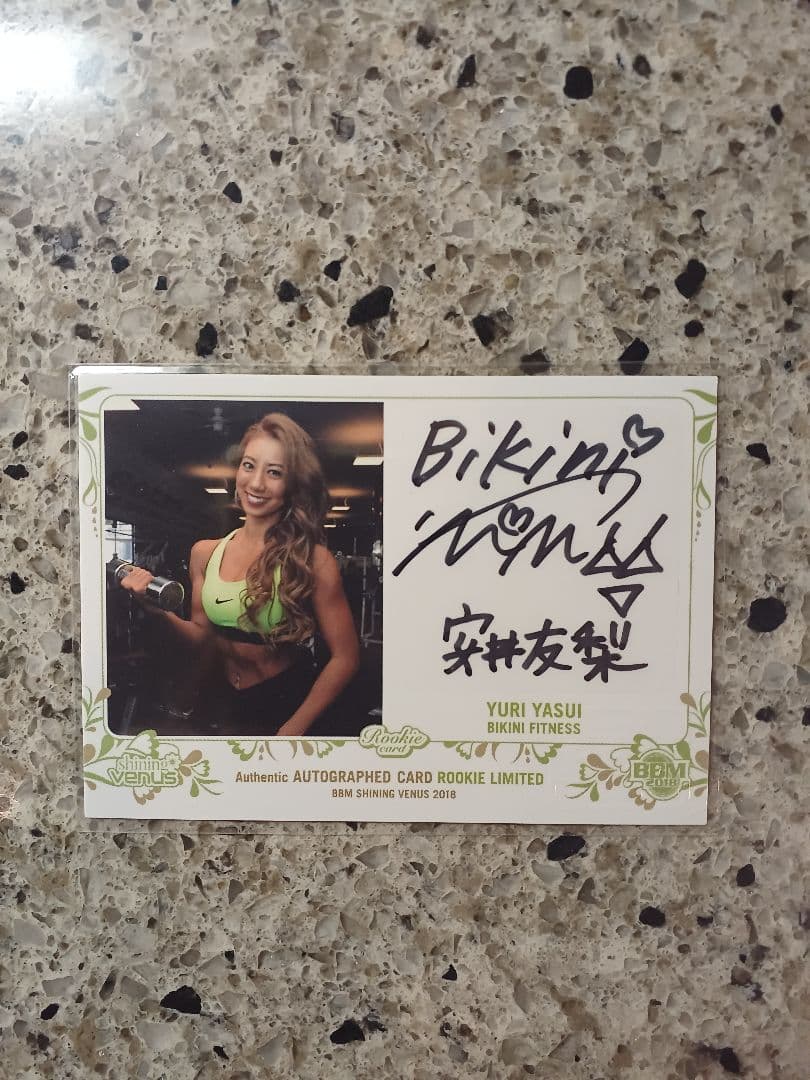 Bikini
安井友梨
YURI YASUI
BIKINI FITNESS
Rookie
card
shining
VENUS
BBM
2018
Authentic AUTOGRAPHED CARD ROOKIE LIMITED
BBM SHINING VENUS 2018